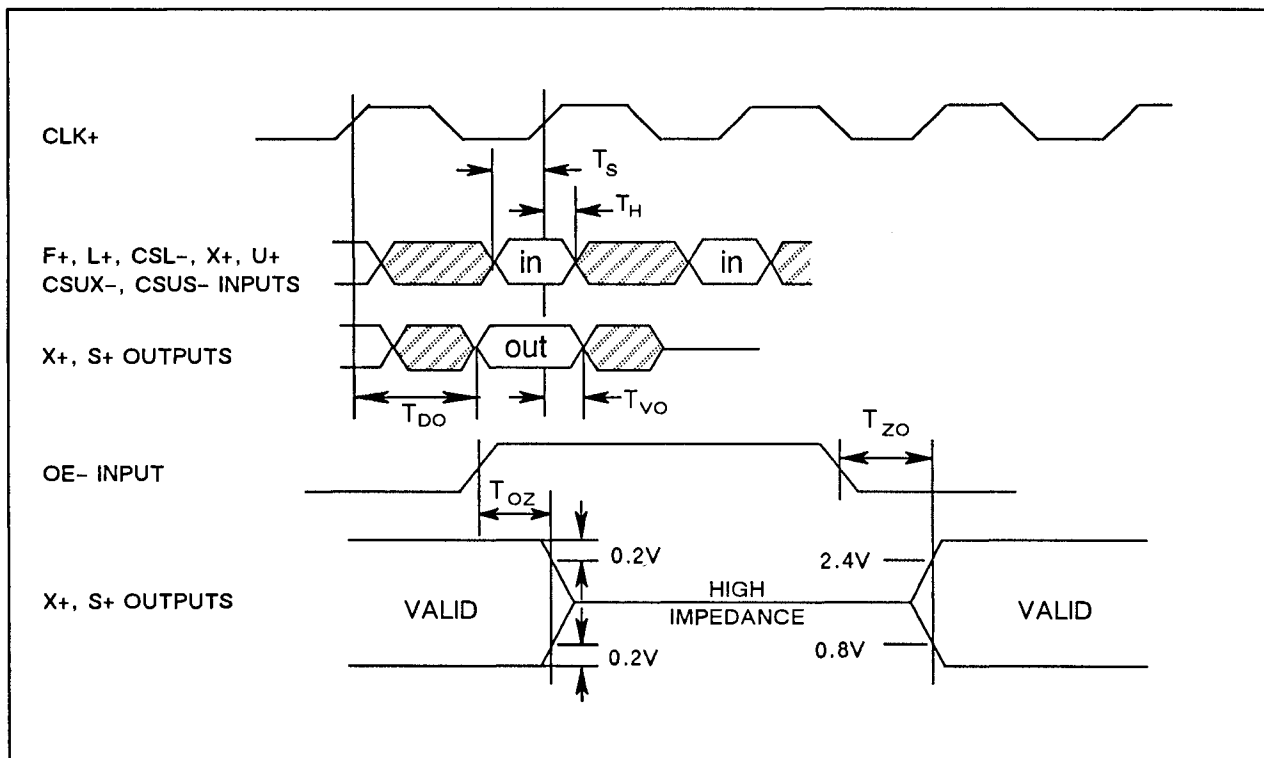 CLK+
T_S
T_H
F+, L+, CSL-, X+, U+
CSUX-, CSUS- INPUTS
in
in
X+, S+ OUTPUTS
out
T_DO
T_VO
T_ZO
OE- INPUT
T_OZ
0.2V
2.4V
X+, S+ OUTPUTS
VALID
HIGH
IMPEDANCE
VALID
0.2V
0.8V